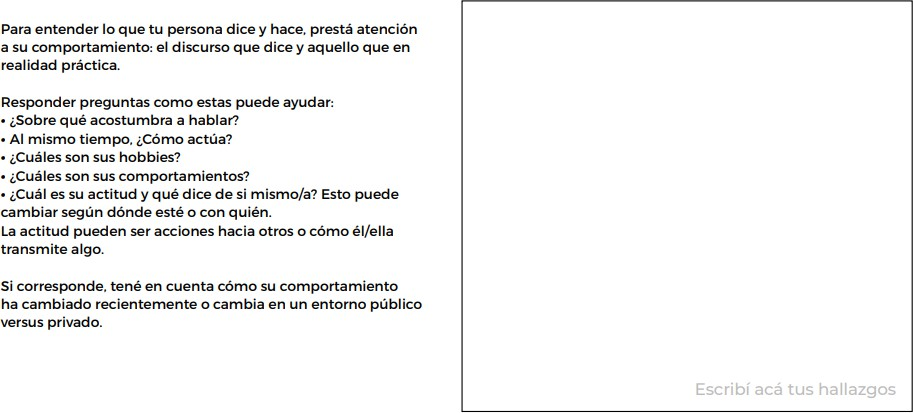 Para entender lo que tu persona dice y hace, prestá atención
a su comportamiento: el discurso que dice y aquello que en
realidad práctica.
Responder preguntas como estas puede ayudar:
• ¿Sobre qué acostumbra a hablar?
• Al mismo tiempo, ¿Cómo actúa?
• ¿Cuáles son sus hobbies?
• ¿Cuáles son sus comportamientos?
• ¿Cuál es su actitud y qué dice de si mismo/a? Esto puede
cambiar según dónde esté o con quién.
La actitud pueden ser acciones hacia otros o cómo él/ella
transmite algo.
Si corresponde, tené en cuenta cómo su comportamiento
ha cambiado recientemente o cambia en un entorno público
versus privado.
Escribí acá tus hallazgos